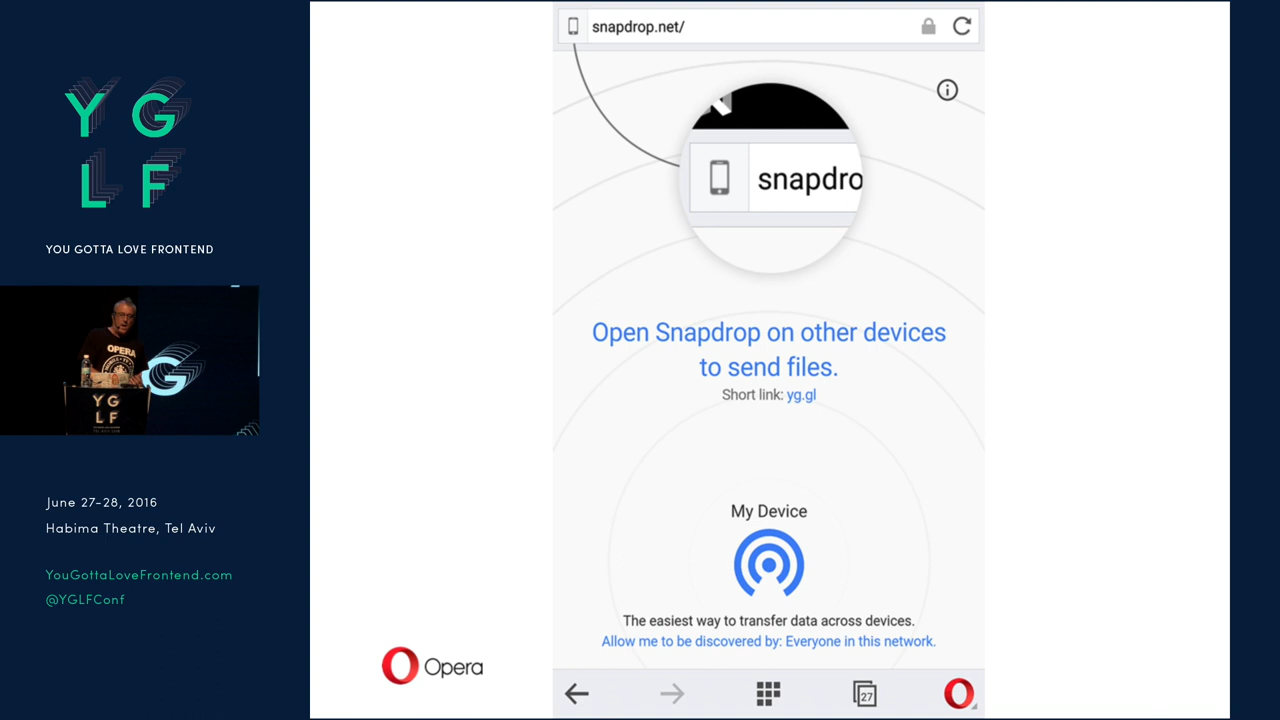 Y G
L F
YOU GOTTA LOVE FRONTEND
OPERA
G
Y G
L F
June 27-28, 2016
Habima Theatre, Tel Aviv
YouGottaLoveFrontend.com
@YGLFConf
snapdrop.net/
snapdro
Open Snapdrop on other devices
to send files.
Short link: yg.gl
My Device
The easiest way to transfer data across devices.
Allow me to be discovered by: Everyone in this network.
27
Opera